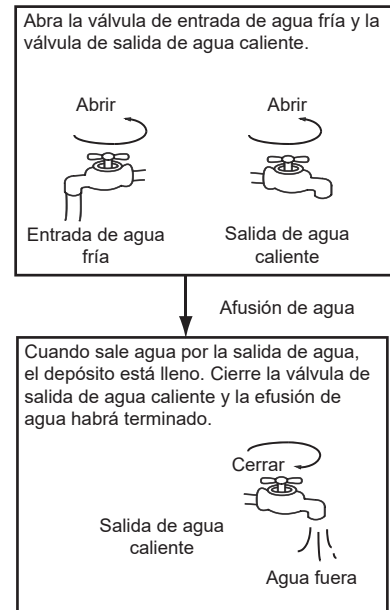 Abra la válvula de entrada de agua fría y la
válvula de salida de agua caliente.
Abrir
Abrir
Entrada de agua
fría
Salida de agua
caliente
Afusión de agua
Cuando sale agua por la salida de agua,
el depósito está lleno. Cierre la válvula de
salida de agua caliente y la efusión de
agua habrá terminado.
Cerrar
Salida de agua
caliente
Agua fuera